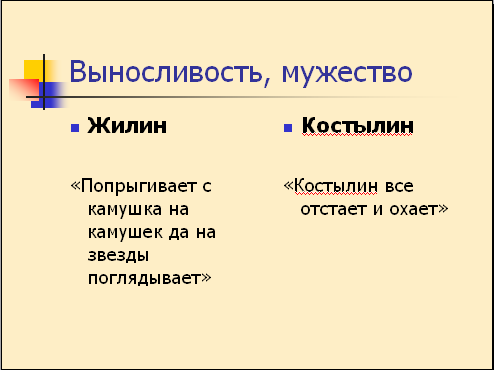 Выносливость, мужество
Жилин
«Попрыгивает с
камушка на
камушек да на
звезды
поглядывает»
Костылин
«Костылин все
отстает и охает»